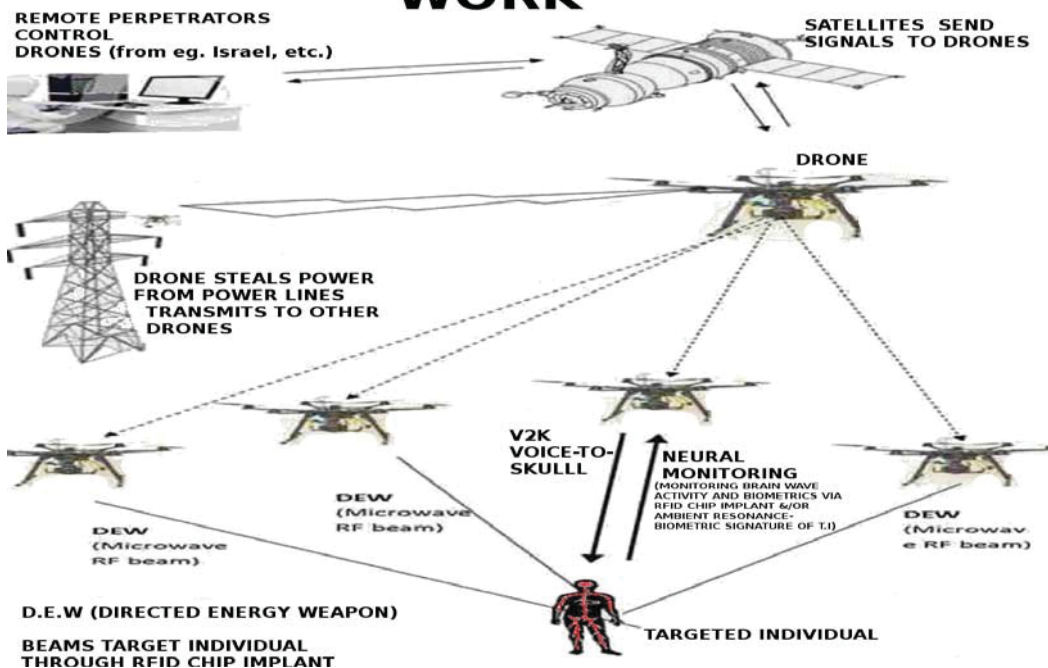 WORK
REMOTE PERPETRATORS
CONTROL
DRONES (from eg. Israel, etc.)
SATELLITES SEND
SIGNALS TO DRONES
DRONE
DRONE STEALS POWER
FROM POWER LINES
TRANSMITS TO OTHER
DRONES
V2K
VOICE-TO-
SKULLL
NEURAL
MONITORING
(MONITORING BRAIN WAVE
ACTIVITY AND BIOMETRICS VIA
RFID CHIP IMPLANT &/OR
AMBIENT RESONANCE-
BIOMETRIC SIGNATURE OF T.I)
DEW
(Microwave
RF beam)
DEW
(Microwave
RF beam)
DEW
(Microwav
e RF beam)
D.E.W (DIRECTED ENERGY WEAPON)
BEAMS TARGET INDIVIDUAL
THROUGH RFID CHIP IMPLANT
TARGETED INDIVIDUAL